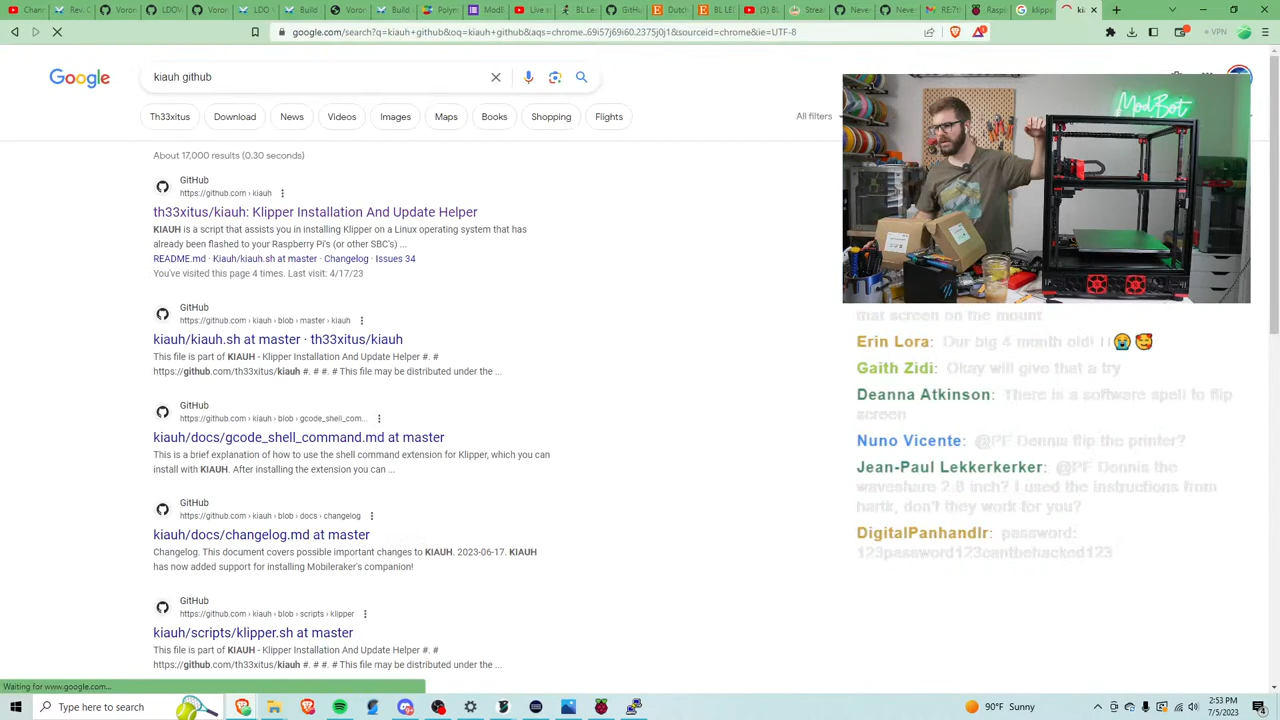 google.com/search?q=kiauh+github&oq=kiauh+github&aqs=chrome..69i57j69i60.2375j0j1&sourceid=chrome&ie=UTF-8
VPN
Google
kiauh github
Th33xitus
Download
News
Videos
Images
Maps
Books
Shopping
Flights
All filters
About 17,000 results (0.30 seconds)
GitHub
https://github.com › kiauh
th33xitus/kiauh: Klipper Installation And Update Helper
KIAUH is a script that assists you in installing Klipper on a Linux operating system that has
already been flashed to your Raspberry Pi's (or other SBC's) ...
README.md · Kiauh/kiauh.sh at master · Changelog · Issues 34
You've visited this page 4 times. Last visit: 4/17/23
GitHub
https://github.com › kiauh › blob › master › kiauh
kiauh/kiauh.sh at master · th33xitus/kiauh
This file is part of KIAUH - Klipper Installation And Update Helper #. #
https://github.com/th33xitus/kiauh #. #. #. # This file may be distributed under the ...
GitHub
https://github.com › kiauh › blob › gcode_shell_com...
kiauh/docs/gcode_shell_command.md at master
This is a brief explanation of how to use the shell command extension for Klipper, which you can
install with KIAUH. After installing the extension you can ...
GitHub
https://github.com › kiauh › blob › docs › changelog
kiauh/docs/changelog.md at master
Changelog. This document covers possible important changes to KIAUH. 2023-06-17. KIAUH
has now added support for installing Mobileraker's companion!
GitHub
https://github.com › kiauh › blob › scripts › klipper
kiauh/scripts/klipper.sh at master
This file is part of KIAUH - Klipper Installation And Update Helper #. #
https://github.com/th33xitus/kiauh #. #. #. # This file may be distributed under the ...
ModBot
that screen on the mount
Erin Lora: Our big 4 month old! 😭🥰
Gaith Zidi: Okay will give that a try
Deanna Atkinson: There is a software spell to flip
screen
Nuno Vicente: @PF Dennis flip the printer?
Jean-Paul Lekkerkerker: @PF Dennis the
waveshare 2.8 inch? I used the instructions from
hartk, don't they work for you?
DigitalPanhandlr: password:
123password123cantbehacked123
Waiting for www.google.com...
Type here to search
90°F Sunny
2:53 PM
7/5/2023